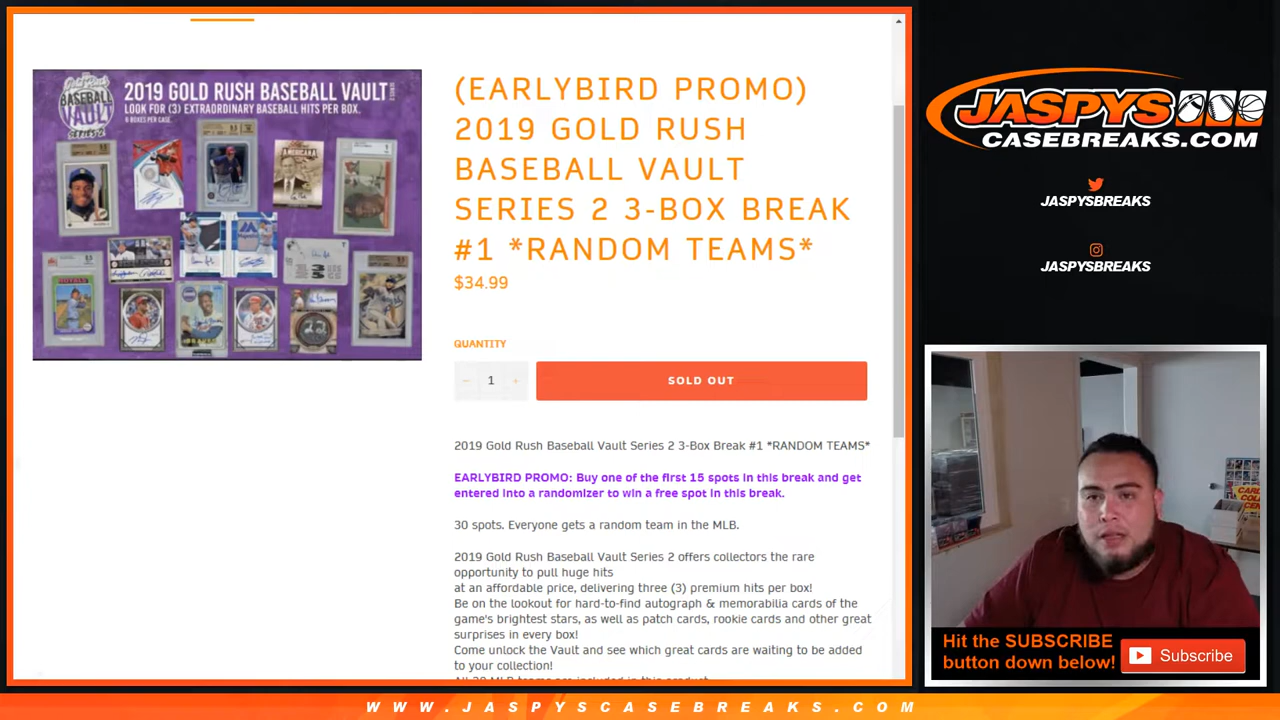 2019 GOLD RUSH BASEBALL VAULT
LOOK FOR (3) EXTRAORDINARY BASEBALL HITS PER BOX.
BASEBALL
VAULT
SERIES 2
AMERICANA
(EARLYBIRD PROMO)
2019 GOLD RUSH
BASEBALL VAULT
SERIES 2 3-BOX BREAK
#1 *RANDOM TEAMS*
$34.99
QUANTITY
− 1 +
SOLD OUT
2019 Gold Rush Baseball Vault Series 2 3-Box Break #1 *RANDOM TEAMS*
EARLYBIRD PROMO: Buy one of the first 15 spots in this break and get
entered into a randomizer to win a free spot in this break.
30 spots. Everyone gets a random team in the MLB.
2019 Gold Rush Baseball Vault Series 2 offers collectors the rare
opportunity to pull huge hits
at an affordable price, delivering three (3) premium hits per box!
Be on the lookout for hard-to-find autograph & memorabilia cards of the
game's brightest stars, as well as patch cards, rookie cards and other great
surprises in every box!
Come unlock the Vault and see which great cards are waiting to be added
to your collection!
JASPYS
CASEBREAKS.COM
JASPYSBREAKS
JASPYSBREAKS
Hit the SUBSCRIBE
button down below!
Subscribe
WWW.JASPYSCASEBREAKS.COM